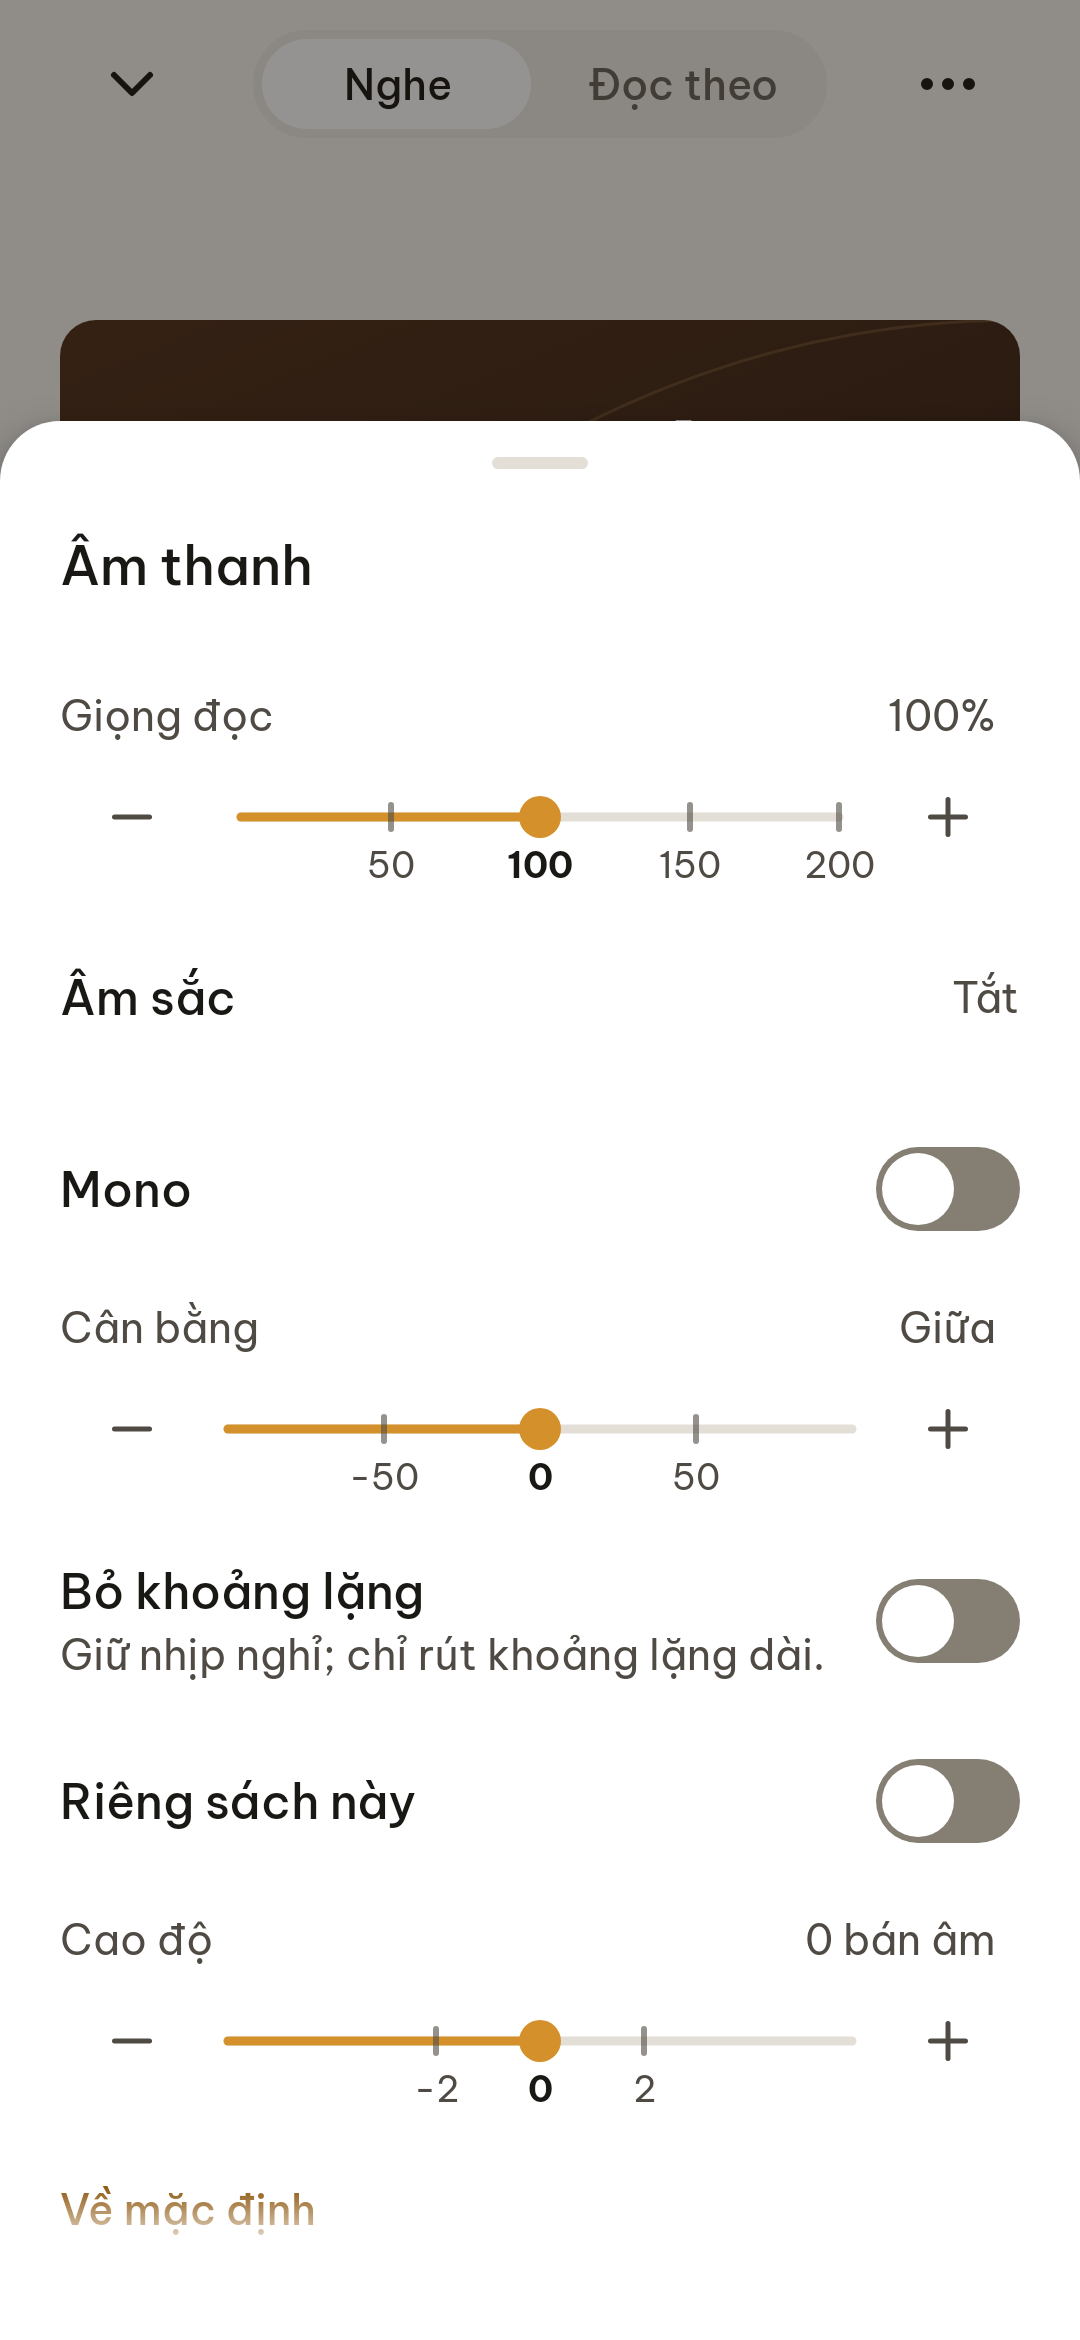 Nghe
Đọc theo
Âm thanh
Giọng đọc
100%
50
100
150
200
Âm sắc
Tắt
Mono
Cân bằng
Giữa
-50
0
50
Bỏ khoảng lặng
Giữ nhịp nghỉ; chỉ rút khoảng lặng dài.
Riêng sách này
Cao độ
0 bán âm
-2
0
2
Về mặc định